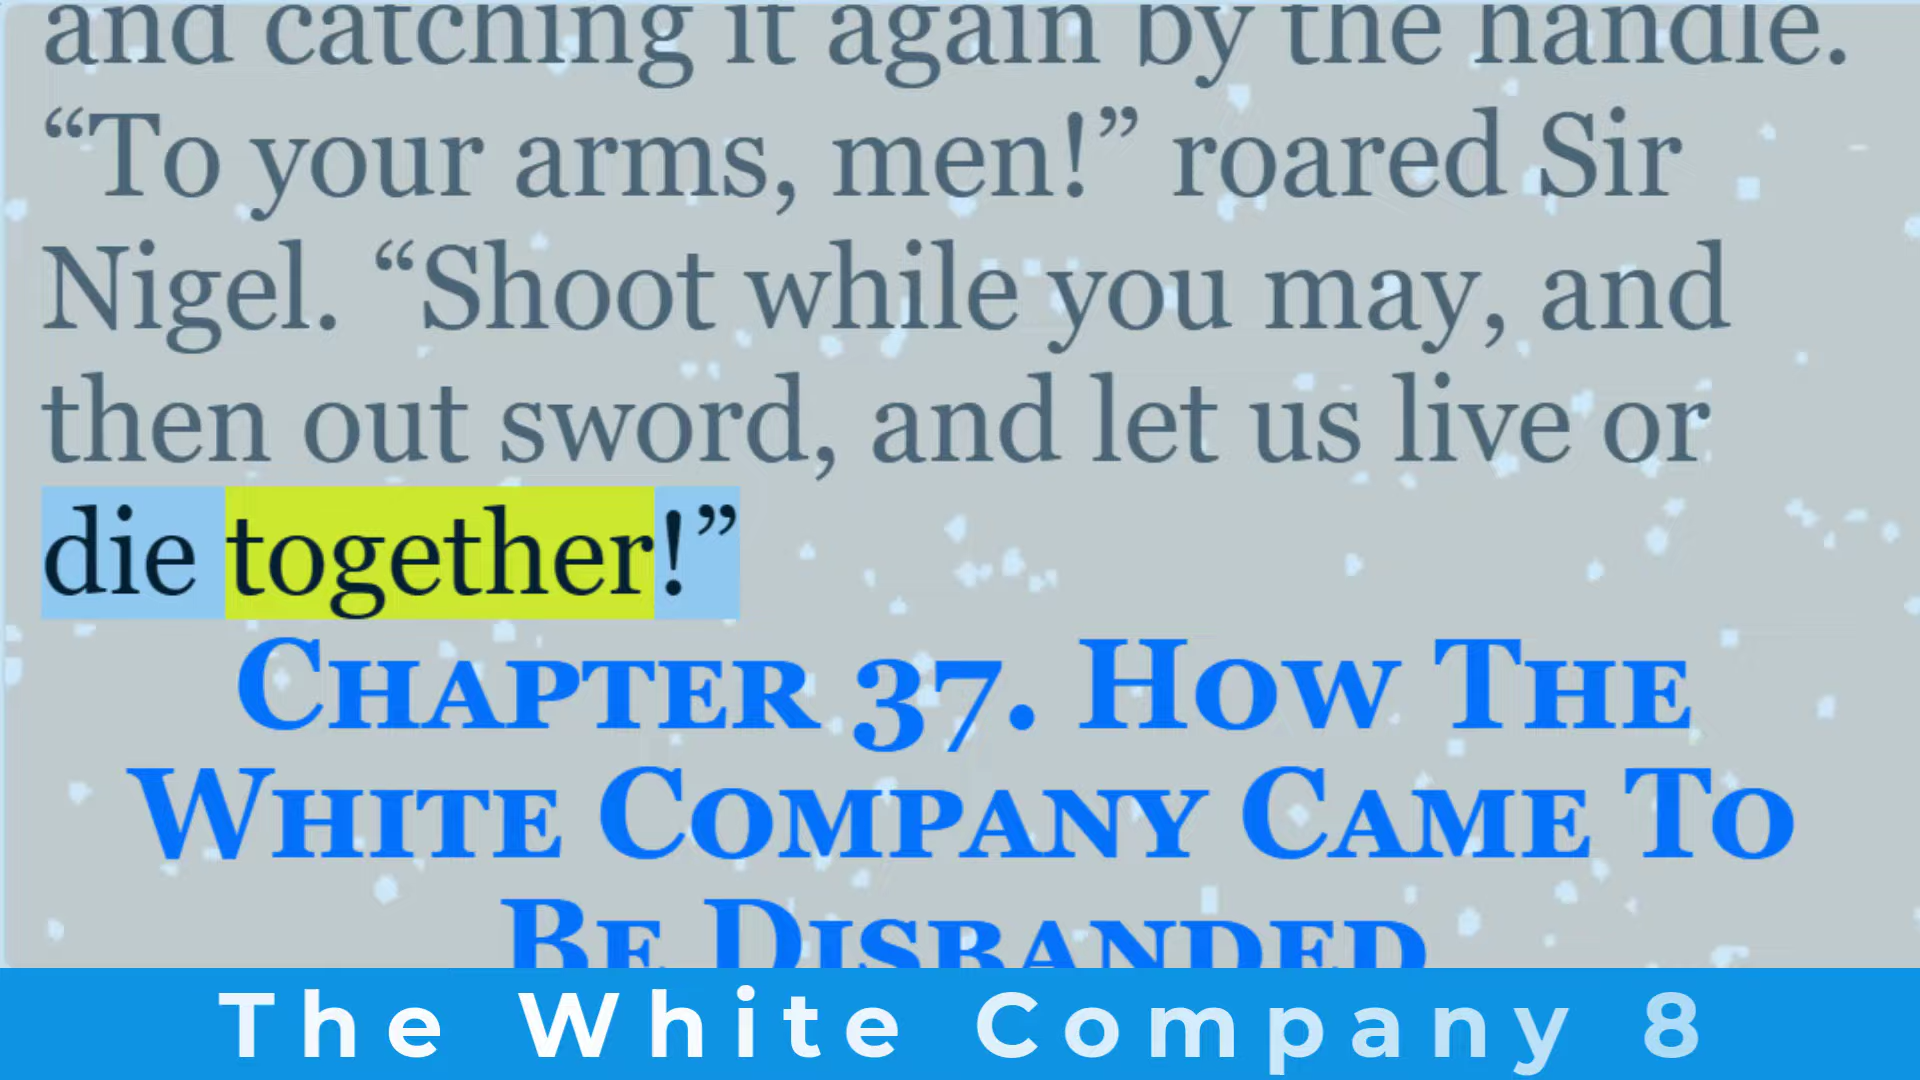 and catching it again by the handle.
“To your arms, men!” roared Sir
Nigel. “Shoot while you may, and
then out sword, and let us live or
die together!”
Chapter 37. How The
White Company Came To
Be Disbanded
The White Company 8